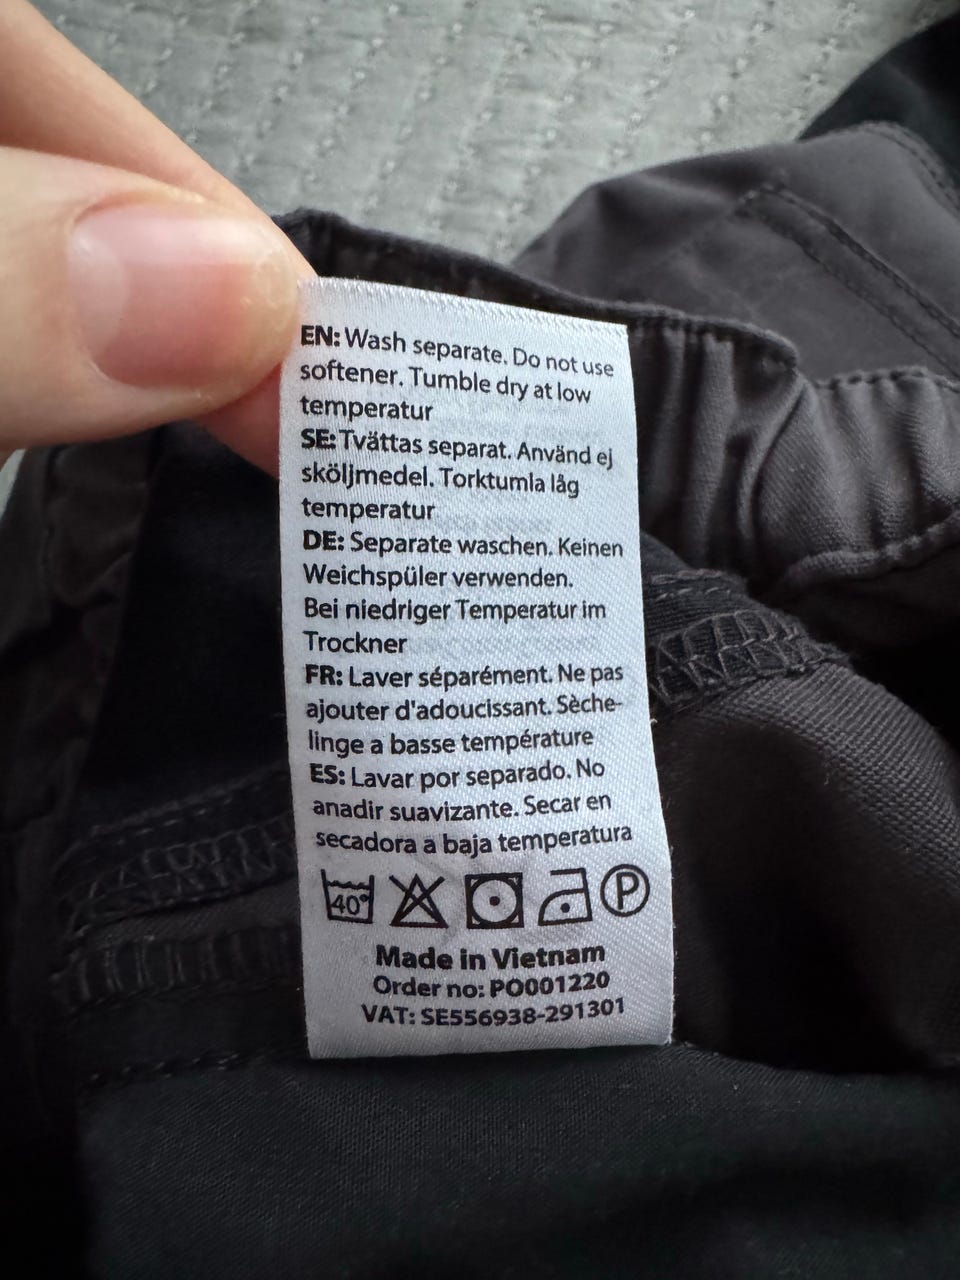 EN: Wash separate. Do not use
softener. Tumble dry at low
temperatur
SE: Tvättas separat. Använd ej
sköljmedel. Torktumla låg
temperatur
DE: Separate waschen. Keinen
Weichspüler verwenden.
Bei niedriger Temperatur im
Trockner
FR: Laver séparément. Ne pas
ajouter d'adoucissant. Sèche-
linge a basse température
ES: Lavar por separado. No
anadir suavizante. Secar en
secadora a baja temperatura
40° P
Made in Vietnam
Order no: PO001220
VAT: SE556938-291301